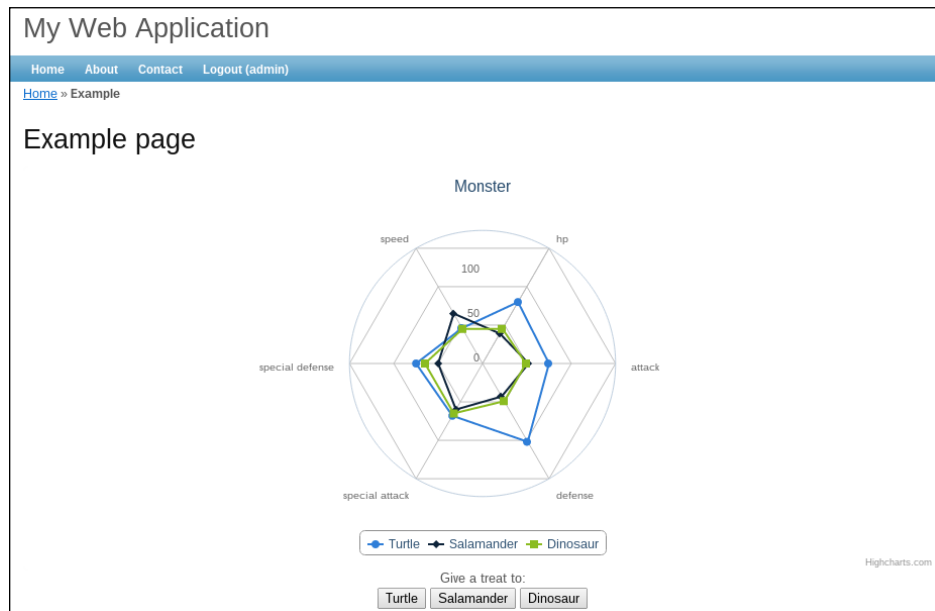 My Web Application
Home About Contact Logout (admin)
Home » Example
Example page
Monster
speed hp
100
50
0
special defense attack
special attack defense
Turtle Salamander Dinosaur
Highcharts.com
Give a treat to:
Turtle Salamander Dinosaur